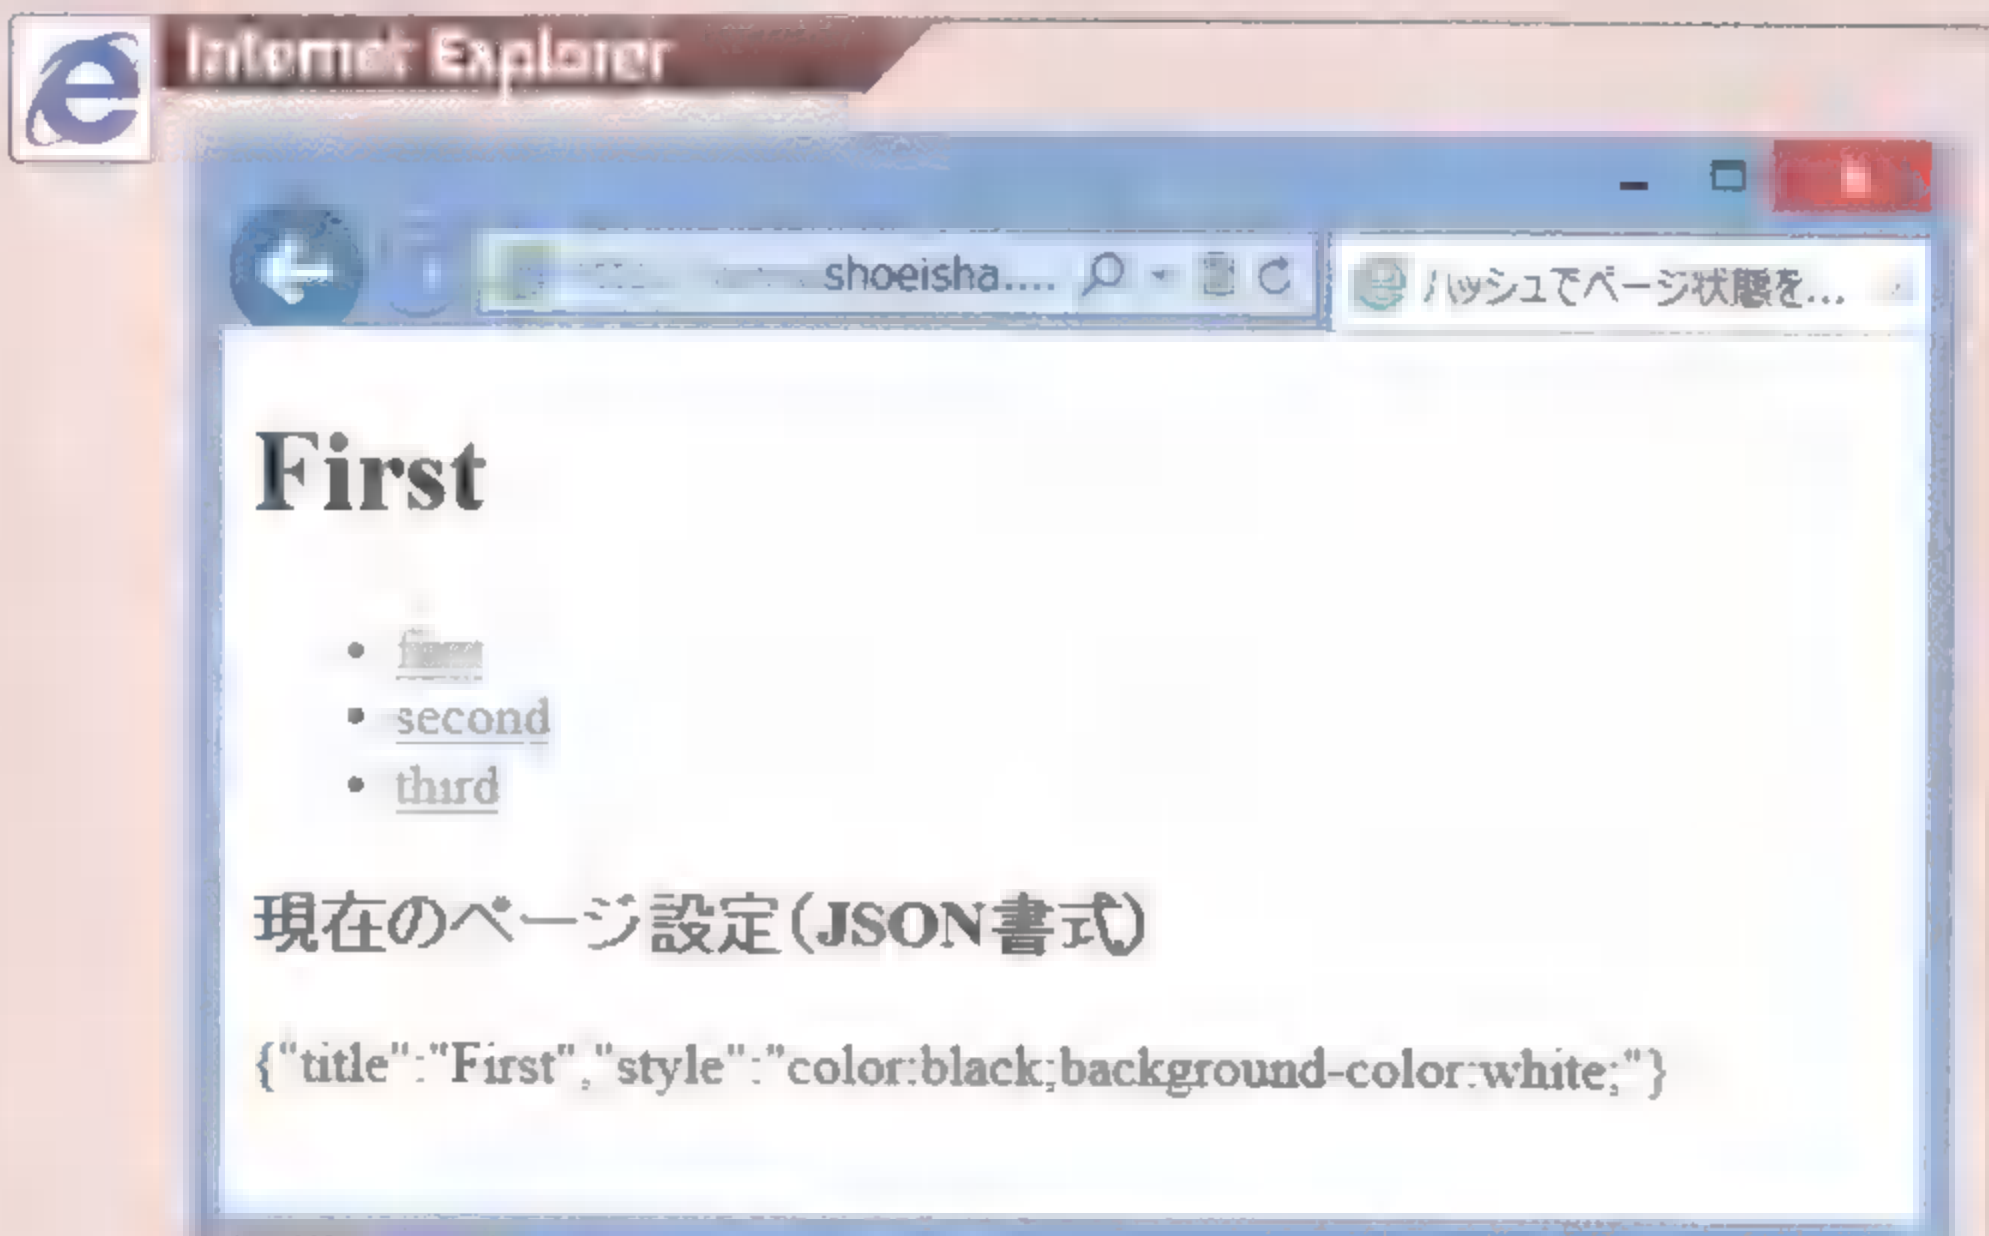 Internet Explorer
shoeisha.... ハッシュでページ状態を...
First
first
second
third
現在のページ設定(JSON書式)
{"title":"First","style":"color:black;background-color:white;"}